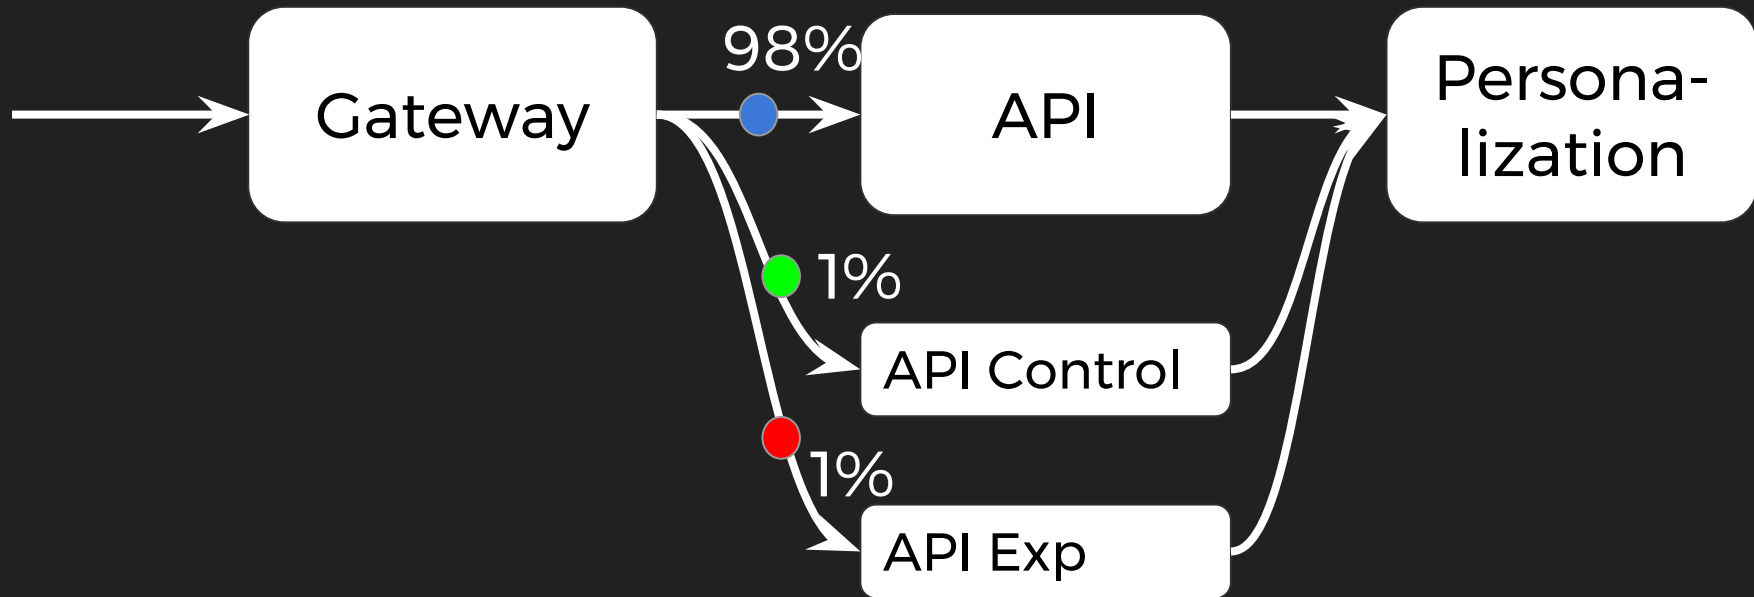 98%
Gateway
API
Persona-
lization
1%
API Control
1%
API Exp